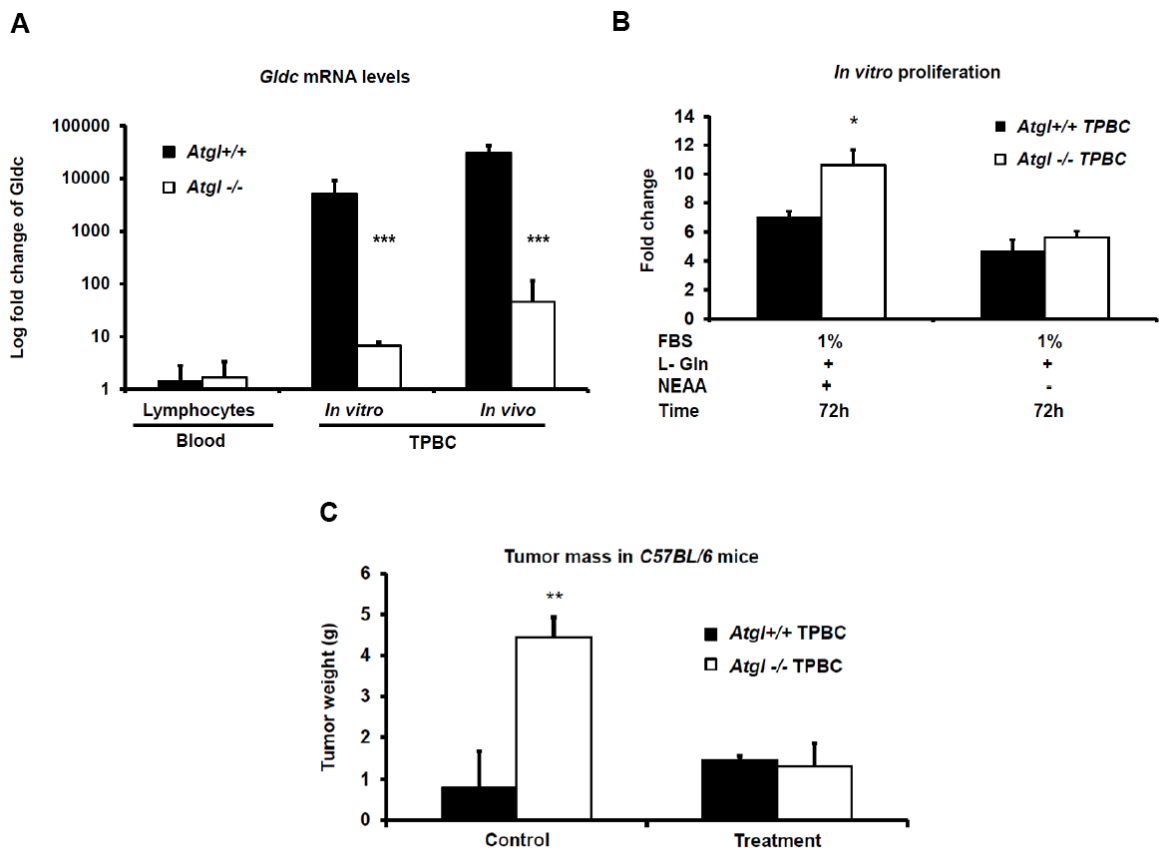 A
Gldc mRNA levels
Log fold change of Gldc
100000
10000
1000
100
10
1
Atgl+/+
Atgl -/-
***
***
Lymphocytes In vitro In vivo
Blood TPBC
B
In vitro proliferation
Fold change
14
12
10
8
6
4
2
0
*
Atgl+/+ TPBC
Atgl -/- TPBC
FBS 1% 1%
L- Gln + +
NEAA + -
Time 72h 72h
C
Tumor mass in C57BL/6 mice
Tumor weight (g)
6
5
4
3
2
1
0
**
Atgl+/+ TPBC
Atgl -/- TPBC
Control Treatment